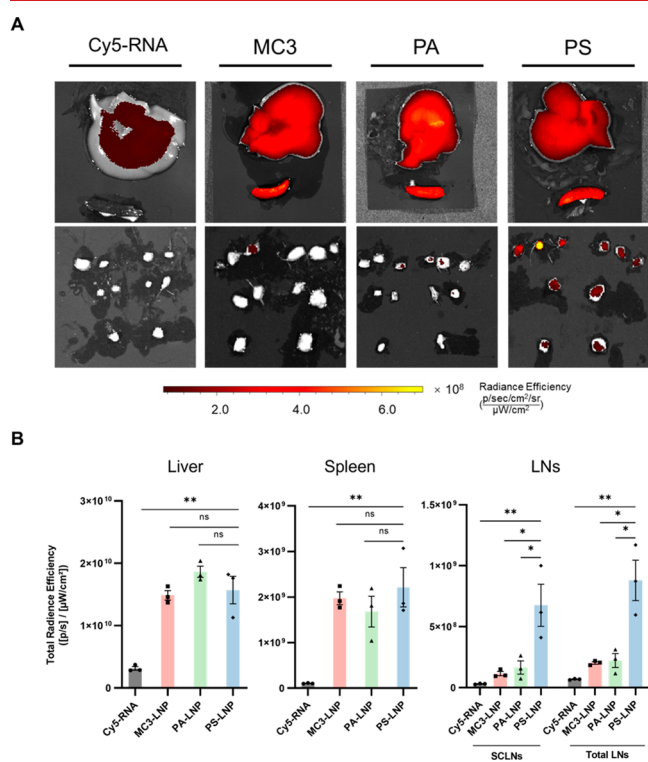 A
Cy5-RNA MC3 PA PS
2.0 4.0 6.0 × 10⁸ Radiance Efficiency
(p/sec/cm²/sr
µW/cm²)
B
Liver Spleen LNs
Total Radiance Efficiency
([p/s] / [µW/cm²])
3×10¹⁰
2×10¹⁰
1×10¹⁰
0
**
ns
ns
Cy5-RNA
MC3-LNP
PA-LNP
PS-LNP
4×10⁹
3×10⁹
2×10⁹
1×10⁹
0
**
ns
ns
Cy5-RNA
MC3-LNP
PA-LNP
PS-LNP
1.5×10⁹
1×10⁹
5×10⁸
0
**
*
*
**
*
*
Cy5-RNA
MC3-LNP
PA-LNP
PS-LNP
Cy5-RNA
MC3-LNP
PA-LNP
PS-LNP
SCLNs Total LNs